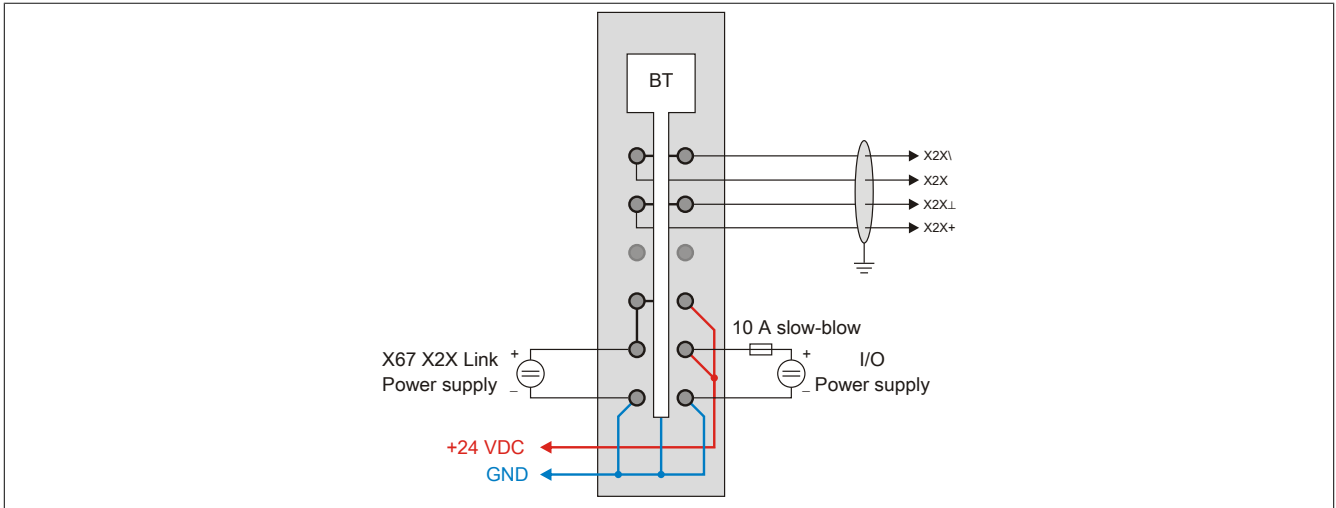 BT
X2X\
X2X
X2X⊥
X2X+
10 A slow-blow
X67 X2X Link
Power supply
+
–
+
–
I/O
Power supply
+24 VDC
GND